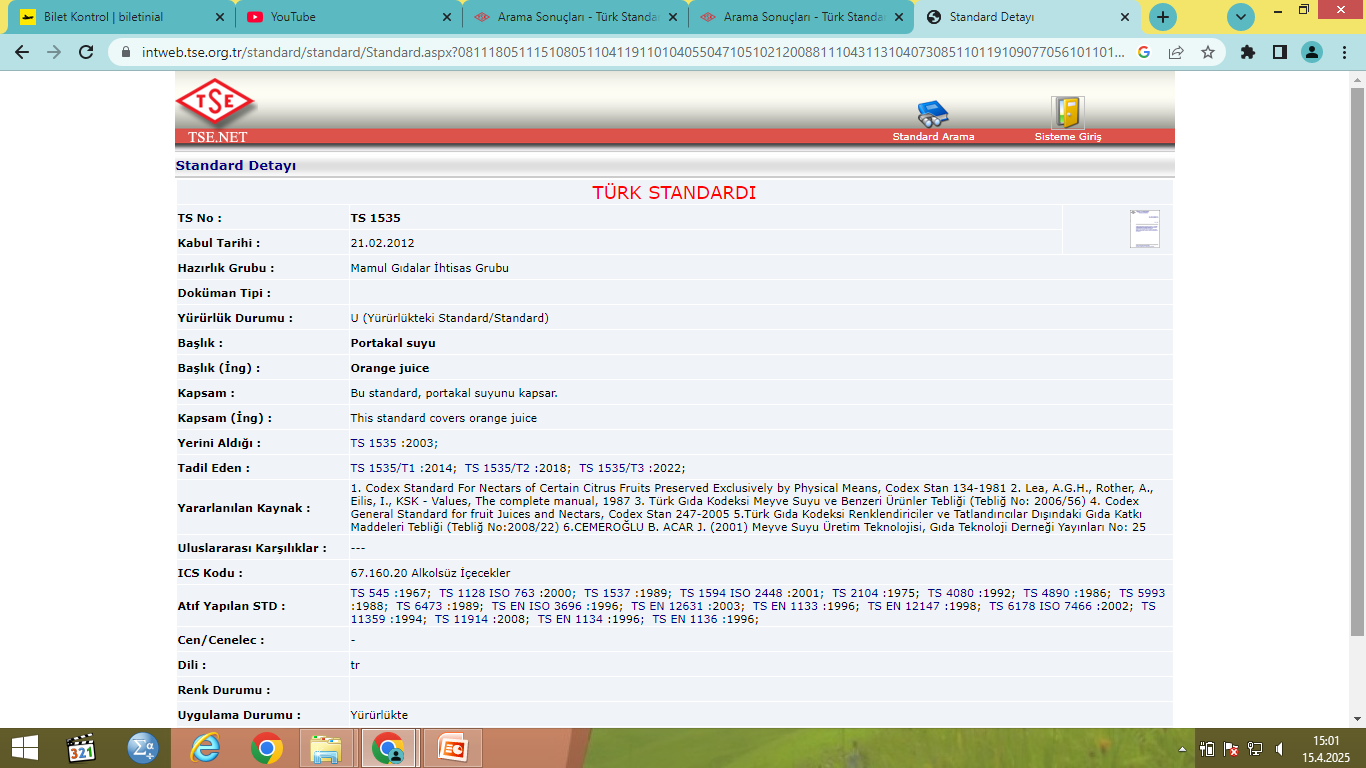 Bilet Kontrol | biletinial
YouTube
Arama Sonuçları - Türk Standar
Arama Sonuçları - Türk Standar
Standard Detayı
TSE
TSE.NET
Standard Arama
Sisteme Giriş
Standard Detayı
TÜRK STANDARDI
TS No : TS 1535
Kabul Tarihi : 21.02.2012
Hazırlık Grubu : Mamul Gıdalar İhtisas Grubu
Doküman Tipi :
Yürürlük Durumu : U (Yürürlükteki Standard/Standard)
Başlık : Portakal suyu
Başlık (İng) : Orange juice
Kapsam : Bu standard, portakal suyunu kapsar.
Kapsam (İng) : This standard covers orange juice
Yerini Aldığı : TS 1535 :2003;
Tadil Eden : TS 1535/T1 :2014; TS 1535/T2 :2018; TS 1535/T3 :2022;
Yararlanılan Kaynak :
1. Codex Standard For Nectars of Certain Citrus Fruits Preserved Exclusively by Physical Means, Codex Stan 134-1981 2. Lea, A.G.H., Rother, A.,
Eilis, I., KSK - Values, The complete manual, 1987 3. Türk Gıda Kodeksi Meyve Suyu ve Benzeri Ürünler Tebliği (Tebliğ No: 2006/56) 4. Codex
General Standard for fruit Juices and Nectars, Codex Stan 247-2005 5.Türk Gıda Kodeksi Renklendiriciler ve Tatlandırıcılar Dışındaki Gıda Katkı
Maddeleri Tebliği (Tebliğ No:2008/22) 6.CEMEROĞLU B. ACAR J. (2001) Meyve Suyu Üretim Teknolojisi, Gıda Teknoloji Derneği Yayınları No: 25
Uluslararası Karşılıklar : ---
ICS Kodu : 67.160.20 Alkolsüz İçecekler
Atıf Yapılan STD :
TS 545 :1967; TS 1128 ISO 763 :2000; TS 1537 :1989; TS 1594 ISO 2448 :2001; TS 2104 :1975; TS 4080 :1992; TS 4890 :1986; TS 5993
:1988; TS 6473 :1989; TS EN ISO 3696 :1996; TS EN 12631 :2003; TS EN 1133 :1996; TS EN 12147 :1998; TS 6178 ISO 7466 :2002; TS
11359 :1994; TS 11914 :2008; TS EN 1134 :1996; TS EN 1136 :1996;
Cen/Cenelec : -
Dili : tr
Renk Durumu :
Uygulama Durumu : Yürürlükte
321
15:01
15.4.2025